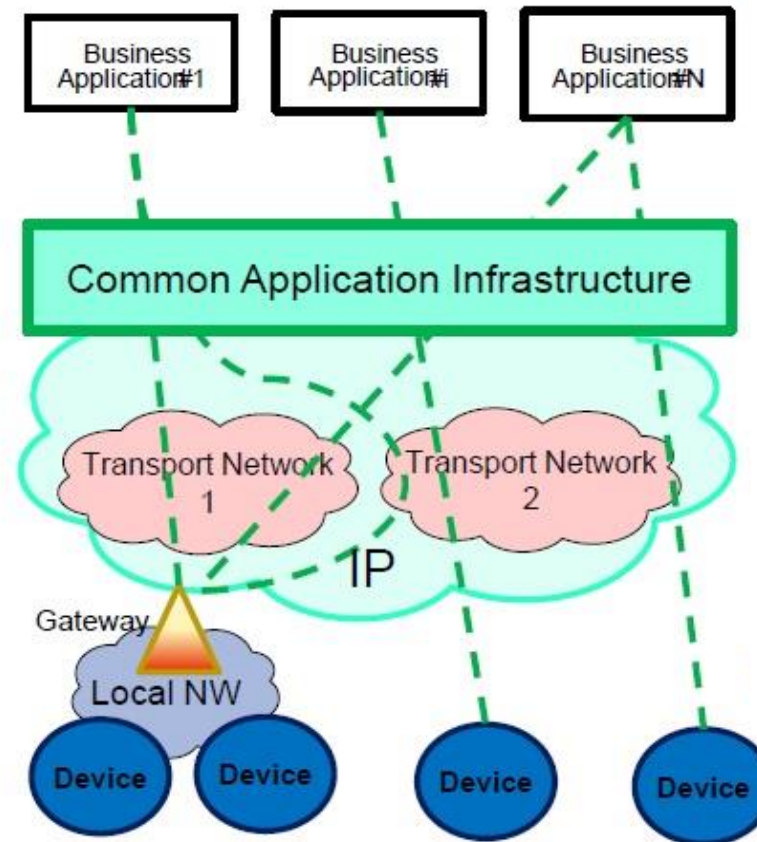 Business
Application#1
Business
Application#i
Business
Application#N
Common Application Infrastructure
Transport Network
1
Transport Network
2
IP
Gateway
Local NW
Device
Device
Device
Device